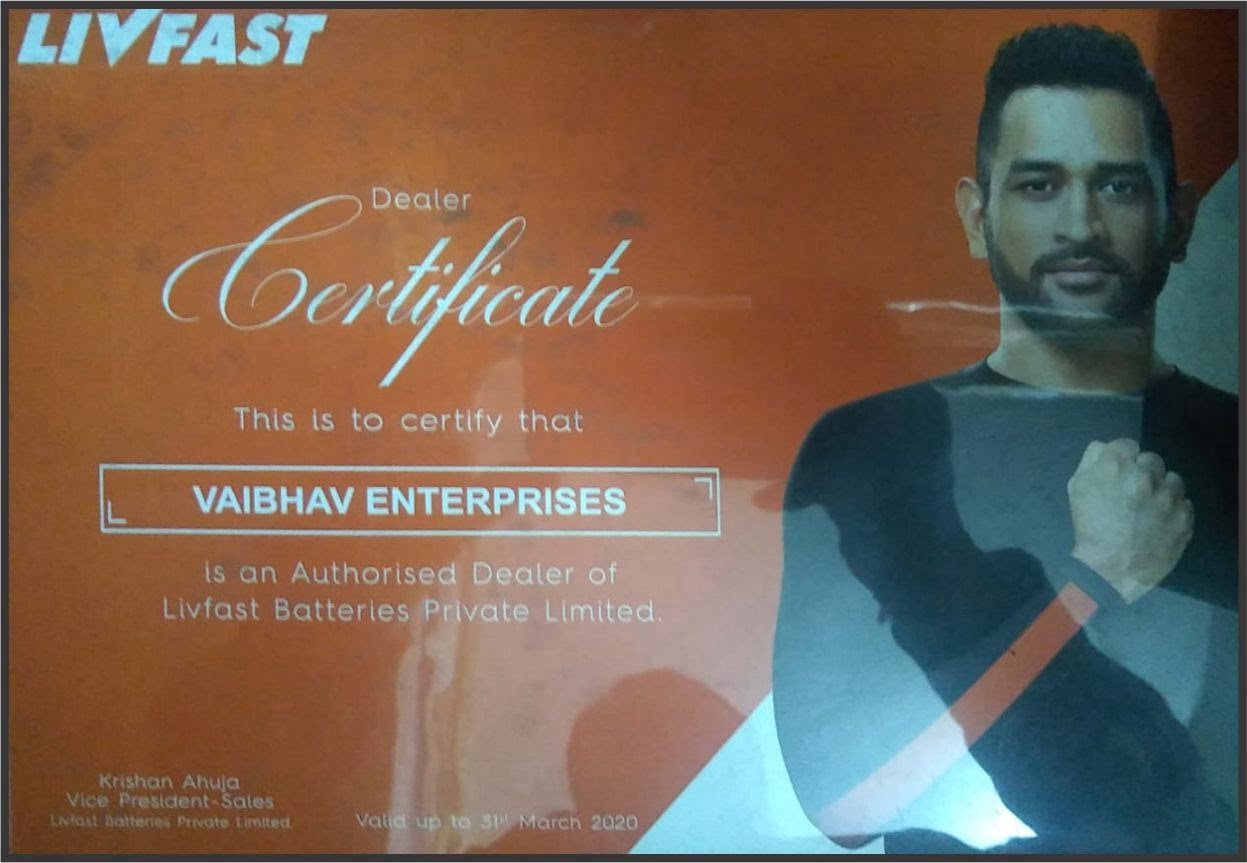 LIVFAST
Dealer
Certificate
This is to certify that
VAIBHAV ENTERPRISES
is an Authorised Dealer of
Livfast Batteries Private Limited.
Krishan Ahuja
Vice President-Sales
Livfast Batteries Private Limited
Valid up to 31st March 2020